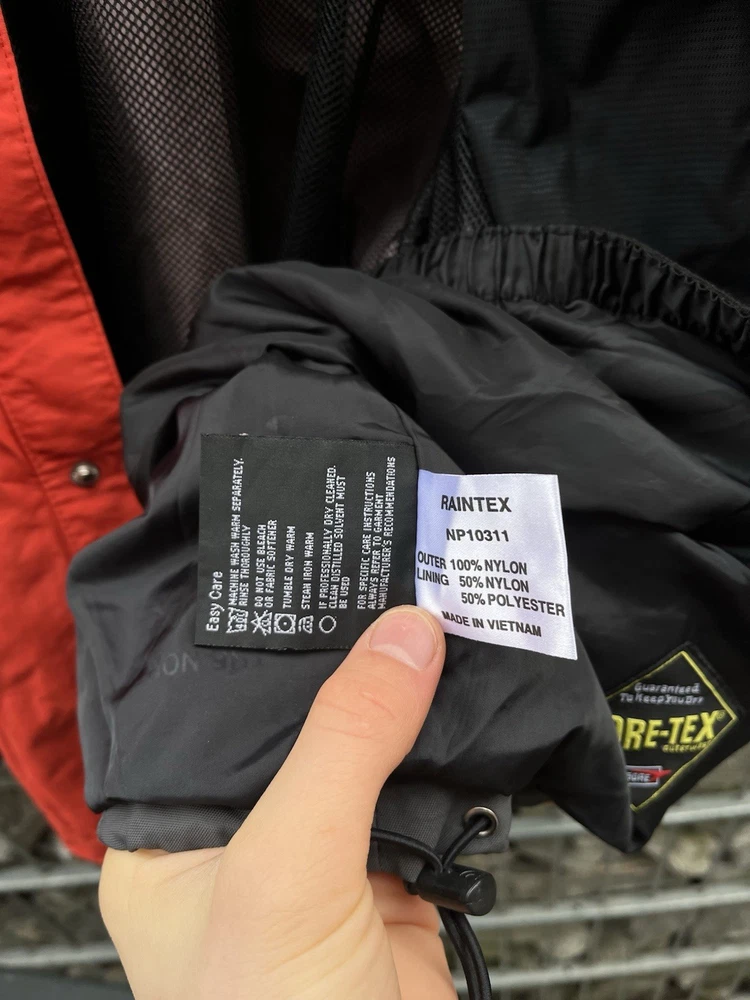 Easy Care
MACHINE WASH WARM SEPARATELY.
RINSE THOROUGHLY
DO NOT USE BLEACH
OR FABRIC SOFTENER
TUMBLE DRY WARM
STEAM IRON WARM
IF PROFESSIONALLY DRY CLEANED.
CLEAN DISTILLED SOLVENT MUST
BE USED
FOR SPECIFIC CARE INSTRUCTIONS
ALWAYS REFER TO GARMENT
MANUFACTURER'S RECOMMENDATIONS
RAINTEX
NP10311
OUTER 100% NYLON
LINING 50% NYLON
50% POLYESTER
MADE IN VIETNAM
Guaranteed
To Keep You Dry
ORE-TEX®
outerwear
GORE